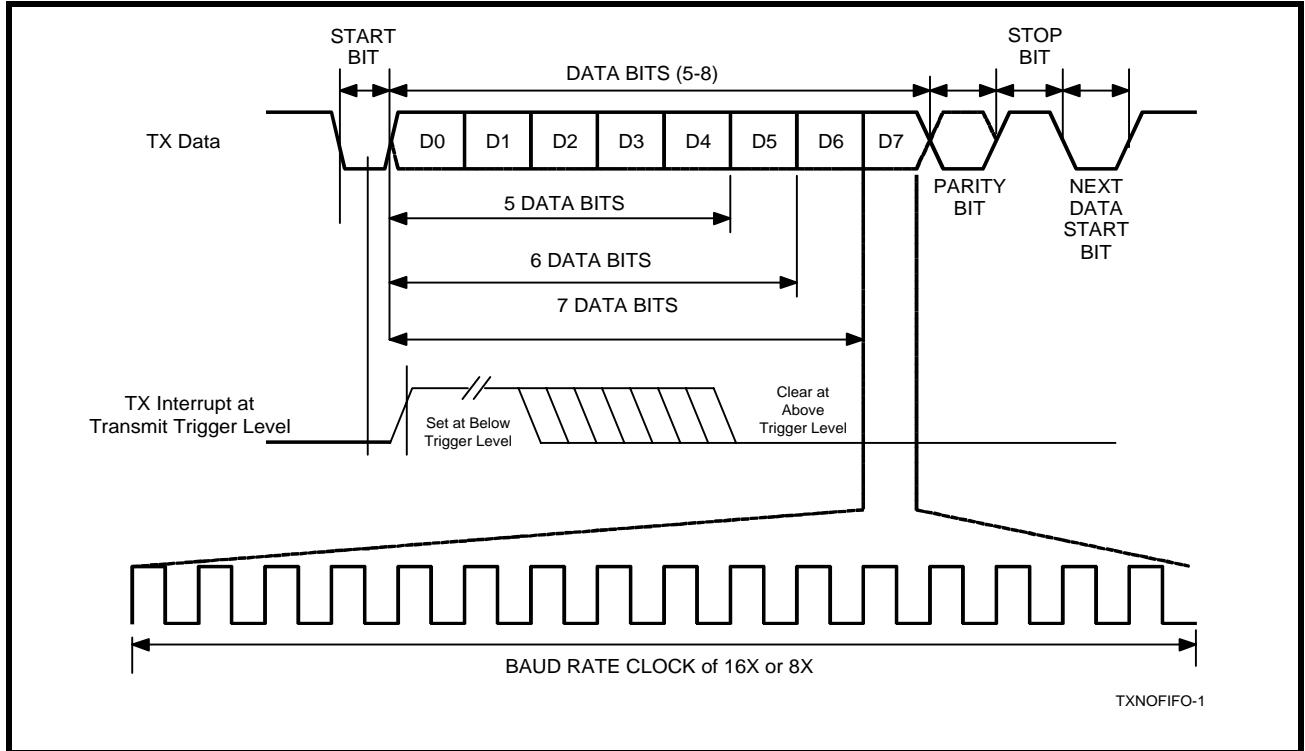 START
BIT
STOP
BIT
DATA BITS (5-8)
TX Data
D0
D1
D2
D3
D4
D5
D6
D7
PARITY
BIT
NEXT
DATA
START
BIT
5 DATA BITS
6 DATA BITS
7 DATA BITS
TX Interrupt at
Transmit Trigger Level
Set at Below
Trigger Level
Clear at
Above
Trigger Level
BAUD RATE CLOCK of 16X or 8X
TXNOFIFO-1